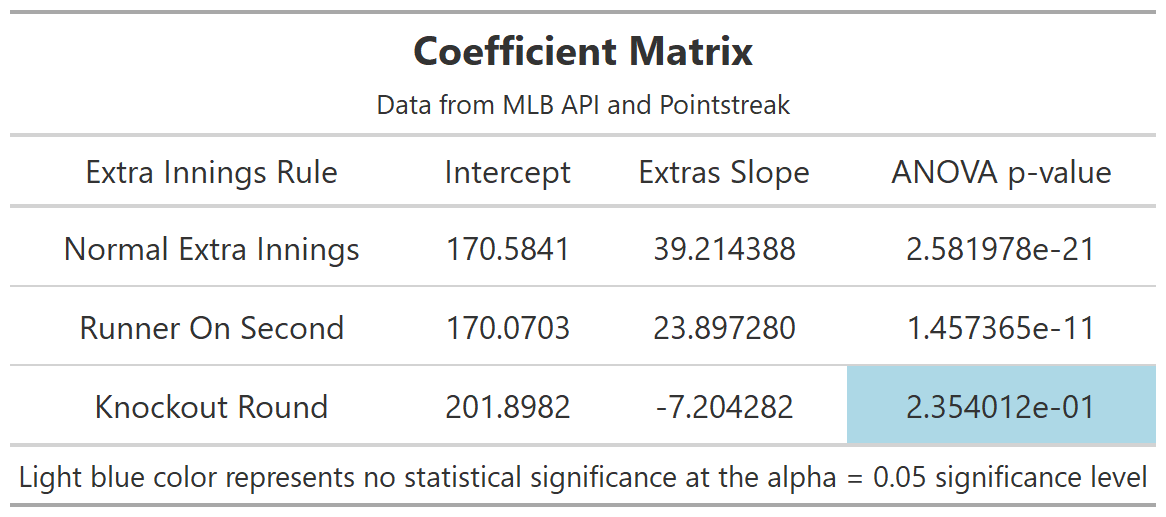 Coefficient Matrix
Data from MLB API and Pointstreak
Extra Innings Rule Intercept Extras Slope ANOVA p-value
Normal Extra Innings 170.5841 39.214388 2.581978e-21
Runner On Second 170.0703 23.897280 1.457365e-11
Knockout Round 201.8982 -7.204282 2.354012e-01
Light blue color represents no statistical significance at the alpha = 0.05 significance level